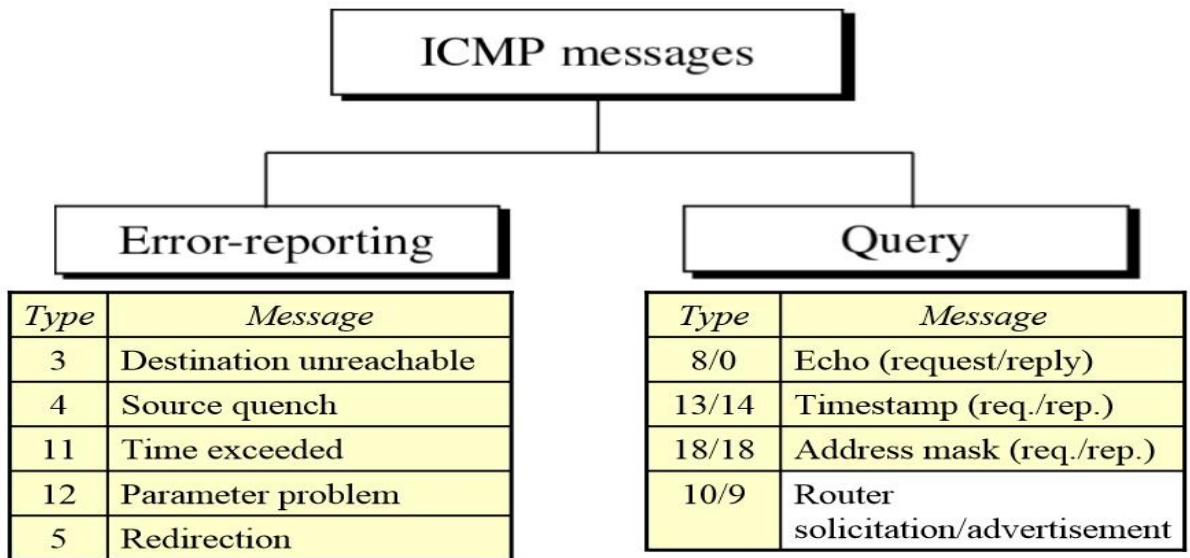 ICMP messages
Error-reporting
Query
Type Message
3 Destination unreachable
4 Source quench
11 Time exceeded
12 Parameter problem
5 Redirection
Type Message
8/0 Echo (request/reply)
13/14 Timestamp (req./rep.)
18/18 Address mask (req./rep.)
10/9 Router
solicitation/advertisement